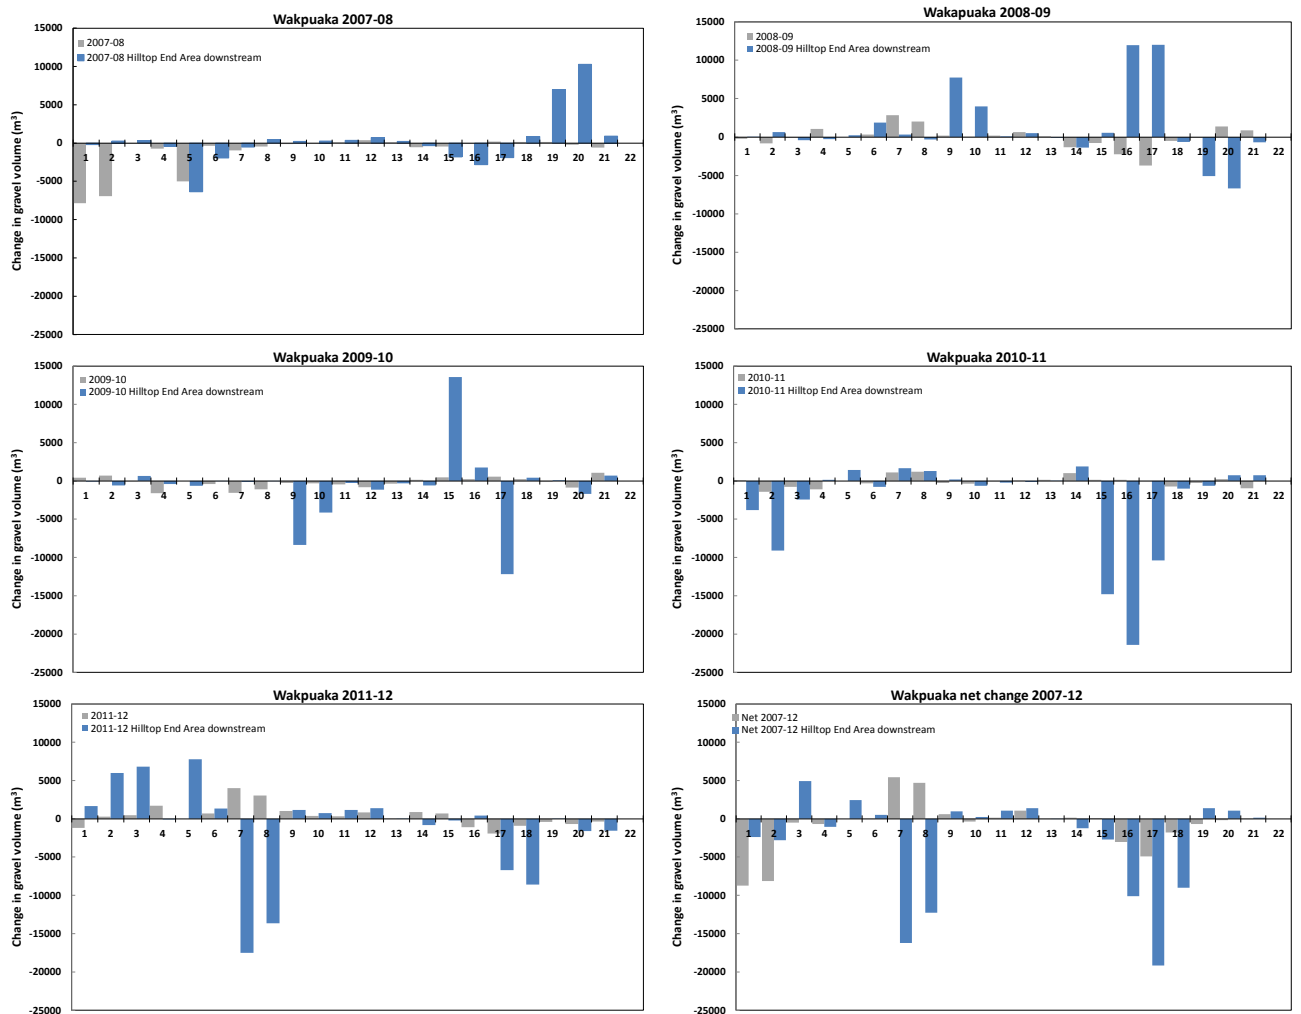 Wakpuaka 2007-08
15000
10000
5000
0
-5000
-10000
-15000
-20000
-25000
Change in gravel volume (m³)
2007-08
2007-08 Hilltop End Area downstream
1 2 3 4 5 6 7 8 9 10 11 12 13 14 15 16 17 18 19 20 21 22
Wakapuaka 2008-09
15000
10000
5000
0
-5000
-10000
-15000
-20000
-25000
Change in gravel volume (m³)
2008-09
2008-09 Hilltop End Area downstream
1 2 3 4 5 6 7 8 9 10 11 12 13 14 15 16 17 18 19 20 21 22
Wakpuaka 2009-10
15000
10000
5000
0
-5000
-10000
-15000
-20000
-25000
Change in gravel volume (m³)
2009-10
2009-10 Hilltop End Area downstream
1 2 3 4 5 6 7 8 9 10 11 12 13 14 15 16 17 18 19 20 21 22
Wakpuaka 2010-11
15000
10000
5000
0
-5000
-10000
-15000
-20000
-25000
Change in gravel volume (m³)
2010-11
2010-11 Hilltop End Area downstream
1 2 3 4 5 6 7 8 9 10 11 12 13 14 15 16 17 18 19 20 21 22
Wakpuaka 2011-12
15000
10000
5000
0
-5000
-10000
-15000
-20000
-25000
Change in gravel volume (m³)
2011-12
2011-12 Hilltop End Area downstream
1 2 3 4 5 6 7 8 9 10 11 12 13 14 15 16 17 18 19 20 21 22
Wakpuaka net change 2007-12
15000
10000
5000
0
-5000
-10000
-15000
-20000
-25000
Change in gravel volume (m³)
Net 2007-12
Net 2007-12 Hilltop End Area downstream
1 2 3 4 5 6 7 8 9 10 11 12 13 14 15 16 17 18 19 20 21 22